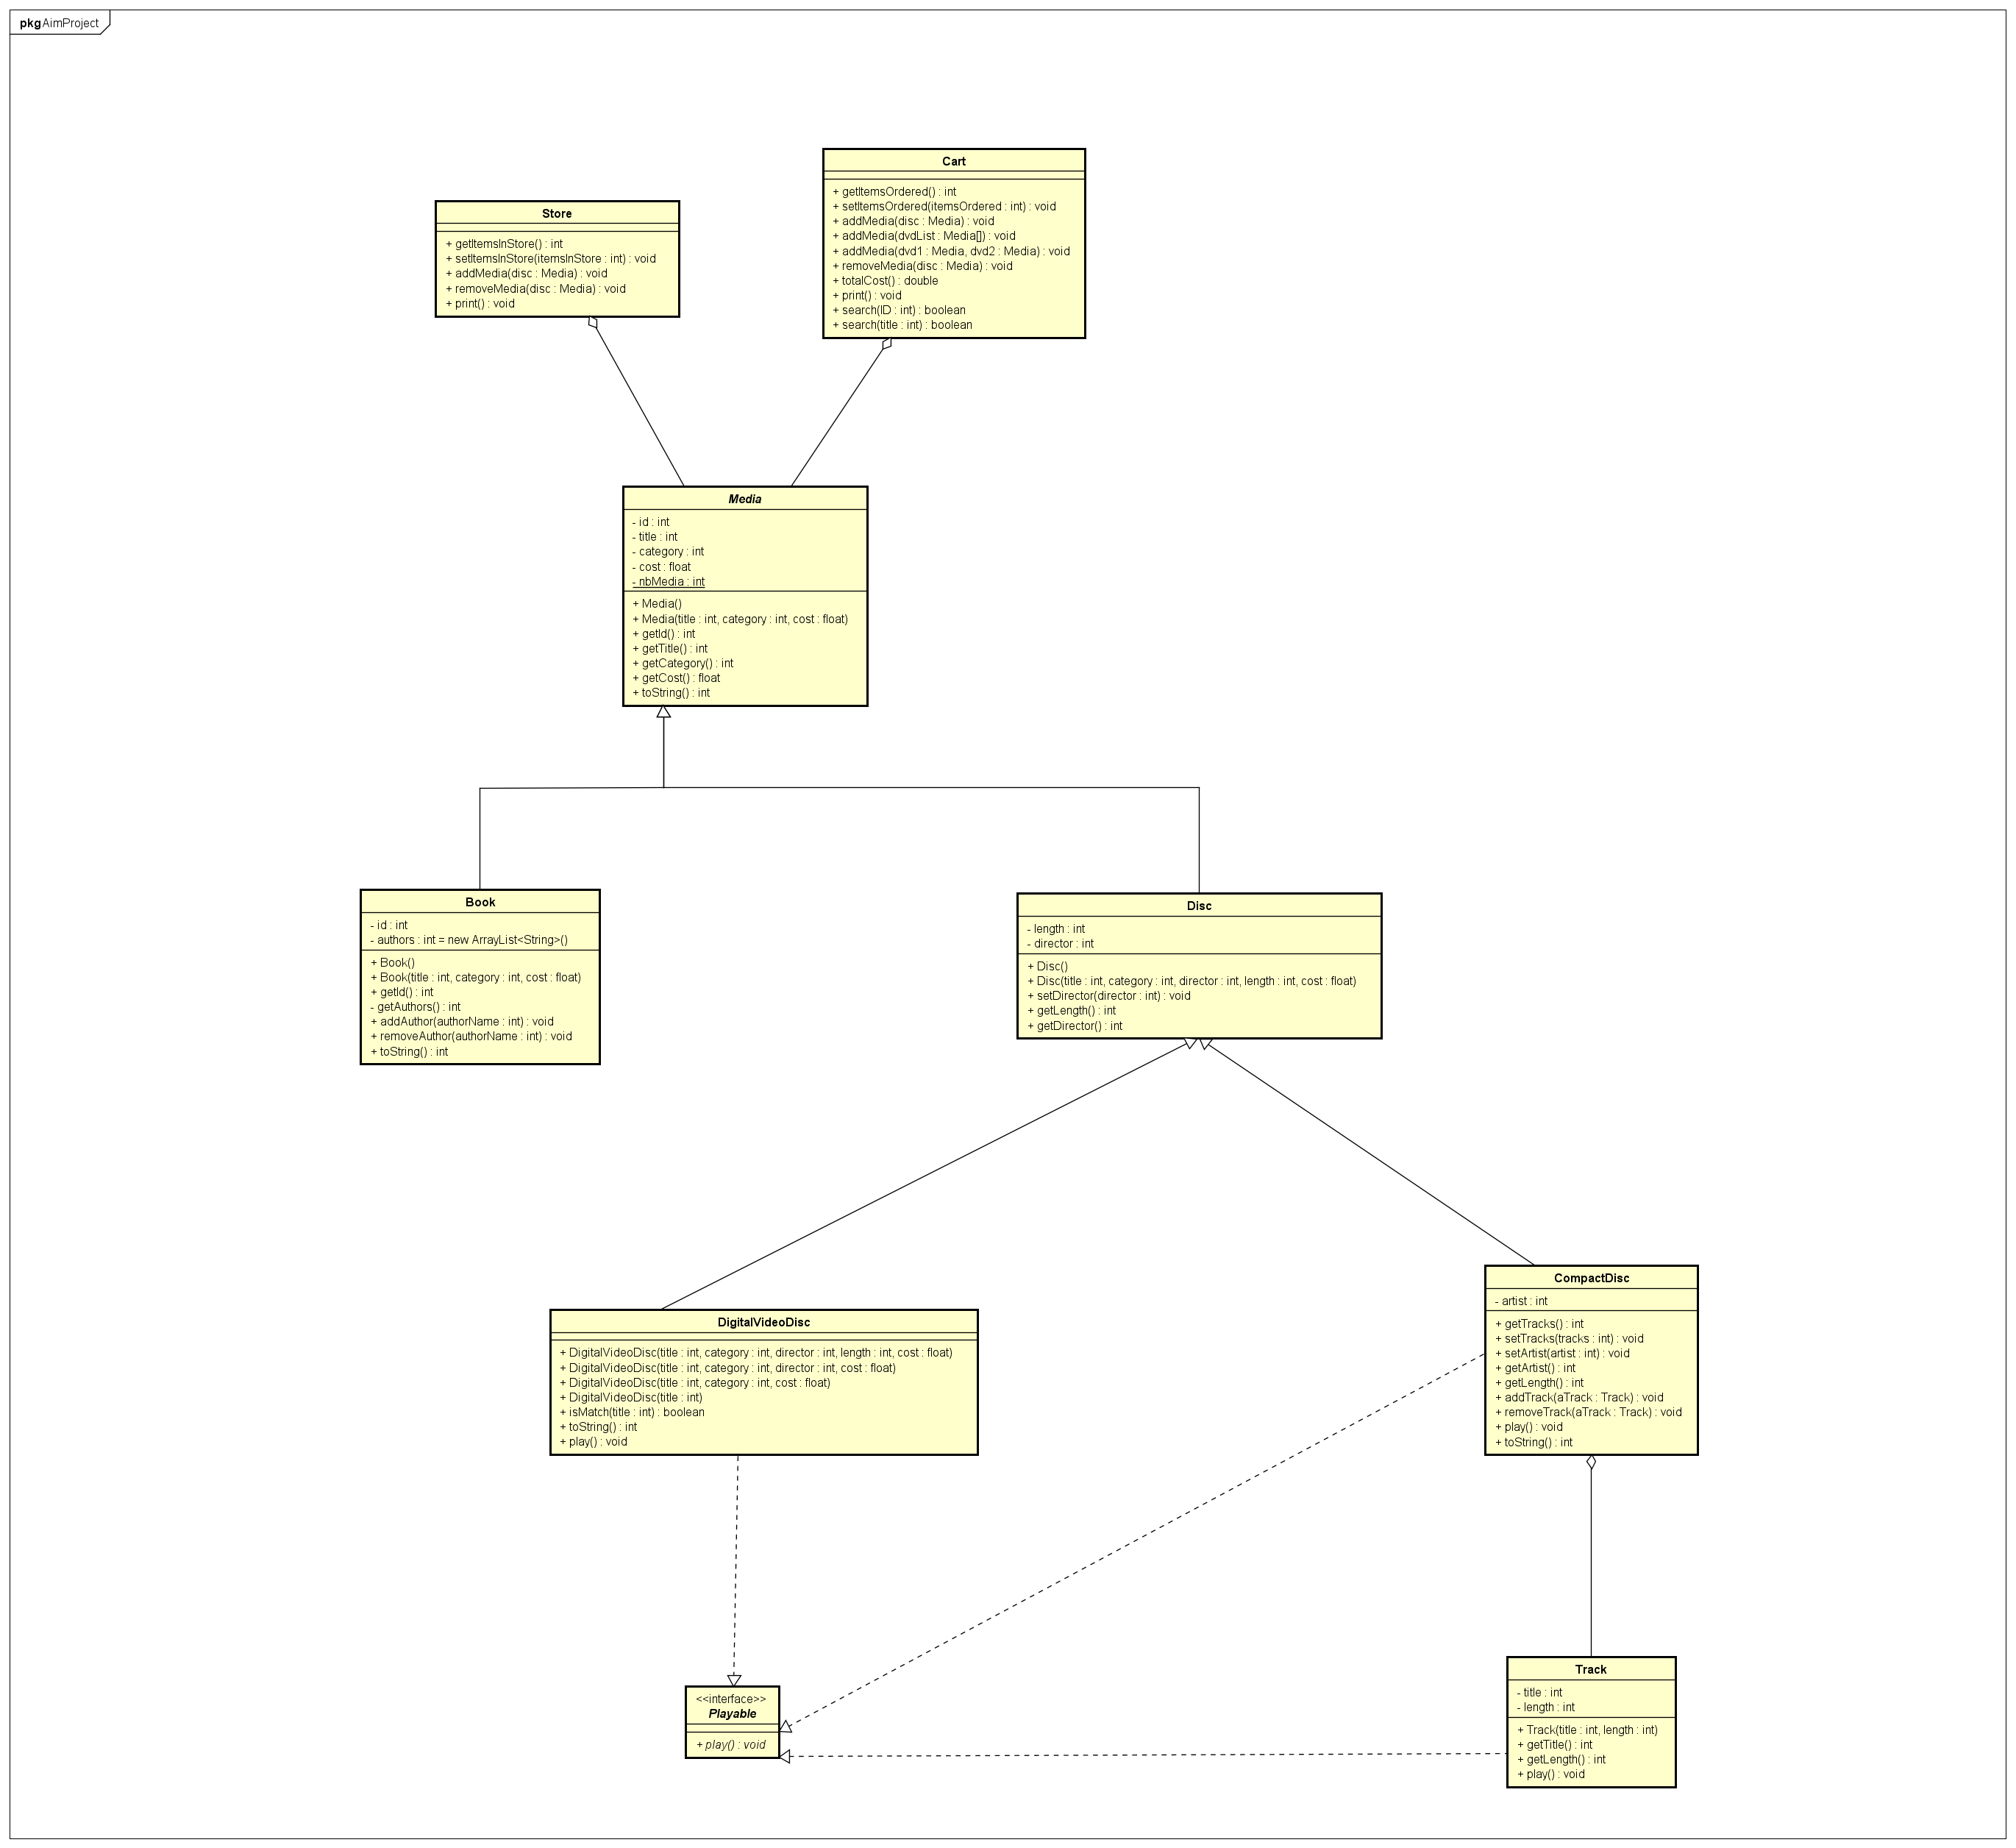 pkg AimProject
Cart
+ getItemsOrdered() : int
+ setItemsOrdered(itemsOrdered : int) : void
+ addMedia(disc : Media) : void
+ addMedia(dvdList : Media[]) : void
+ addMedia(dvd1 : Media, dvd2 : Media) : void
+ removeMedia(disc : Media) : void
+ totalCost() : double
+ print() : void
+ search(ID : int) : boolean
+ search(title : int) : boolean
Store
+ getItemsInStore() : int
+ setItemsInStore(itemsInStore : int) : void
+ addMedia(disc : Media) : void
+ removeMedia(disc : Media) : void
+ print() : void
Media
- id : int
- title : int
- category : int
- cost : float
- nbMedia : int
+ Media()
+ Media(title : int, category : int, cost : float)
+ getId() : int
+ getTitle() : int
+ getCategory() : int
+ getCost() : float
+ toString() : int
Book
- id : int
- authors : int = new ArrayList<String>()
+ Book()
+ Book(title : int, category : int, cost : float)
+ getId() : int
- getAuthors() : int
+ addAuthor(authorName : int) : void
+ removeAuthor(authorName : int) : void
+ toString() : int
Disc
- length : int
- director : int
+ Disc()
+ Disc(title : int, category : int, director : int, length : int, cost : float)
+ setDirector(director : int) : void
+ getLength() : int
+ getDirector() : int
DigitalVideoDisc
+ DigitalVideoDisc(title : int, category : int, director : int, length : int, cost : float)
+ DigitalVideoDisc(title : int, category : int, director : int, cost : float)
+ DigitalVideoDisc(title : int, category : int, cost : float)
+ DigitalVideoDisc(title : int)
+ isMatch(title : int) : boolean
+ toString() : int
+ play() : void
CompactDisc
- artist : int
+ getTracks() : int
+ setTracks(tracks : int) : void
+ setArtist(artist : int) : void
+ getArtist() : int
+ getLength() : int
+ addTrack(aTrack : Track) : void
+ removeTrack(aTrack : Track) : void
+ play() : void
+ toString() : int
<<interface>>
Playable
+ play() : void
Track
- title : int
- length : int
+ Track(title : int, length : int)
+ getTitle() : int
+ getLength() : int
+ play() : void